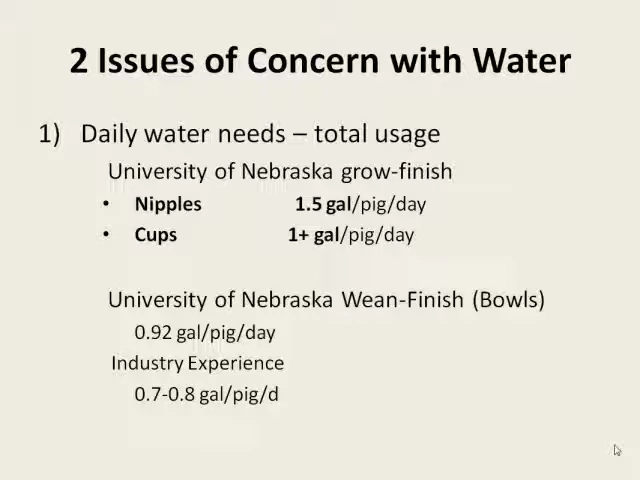 2 Issues of Concern with Water
1) Daily water needs – total usage
University of Nebraska grow-finish
• Nipples 1.5 gal/pig/day
• Cups 1+ gal/pig/day
University of Nebraska Wean-Finish (Bowls)
0.92 gal/pig/day
Industry Experience
0.7-0.8 gal/pig/d